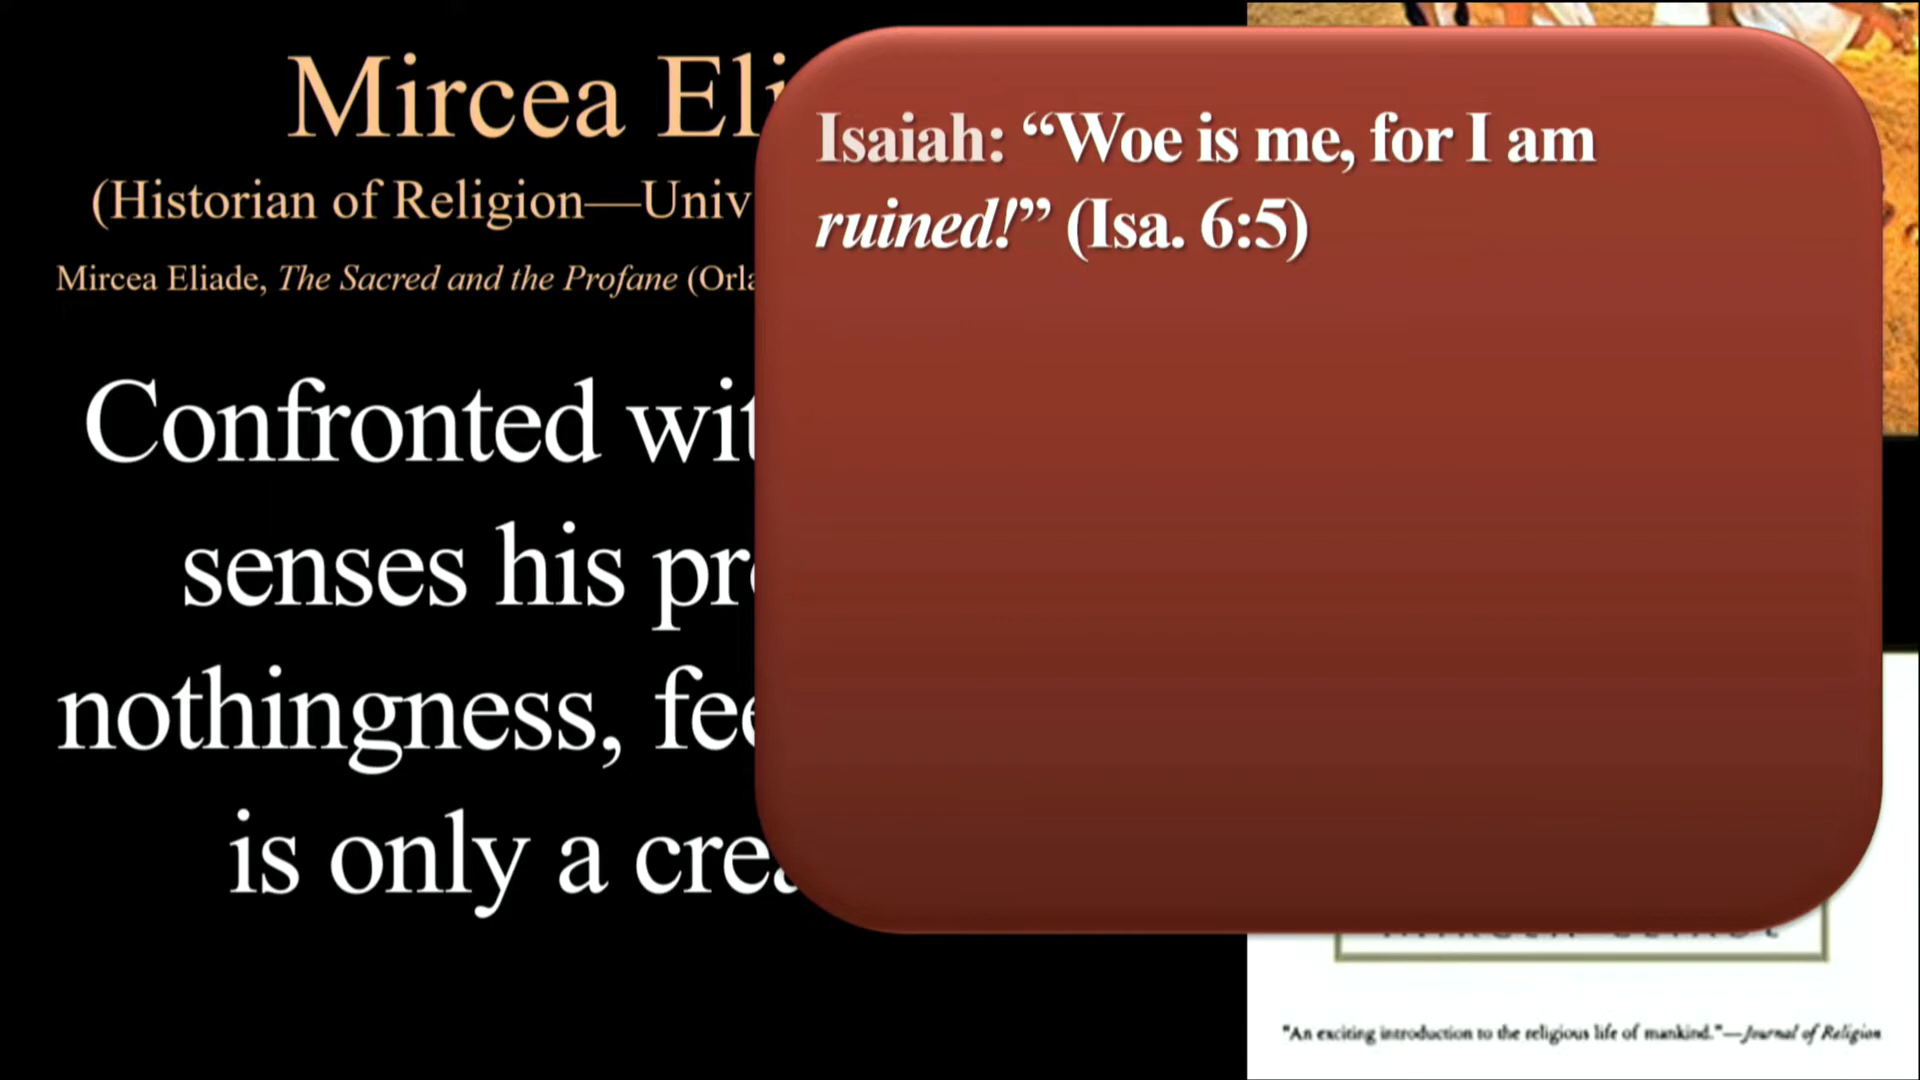 Mircea Eli
(Historian of Religion—Univ
Mircea Eliade, The Sacred and the Profane (Orla
Confronted wit
senses his pro
nothingness, fee
is only a crea
Isaiah: “Woe is me, for I am
ruined!” (Isa. 6:5)
"An exciting introduction to the religious life of mankind."—Journal of Religion